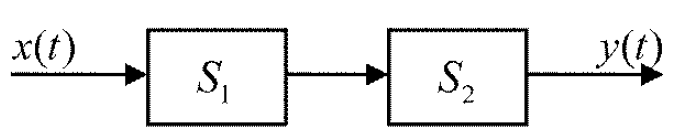 x(t)
S₁
S₂
y(t)